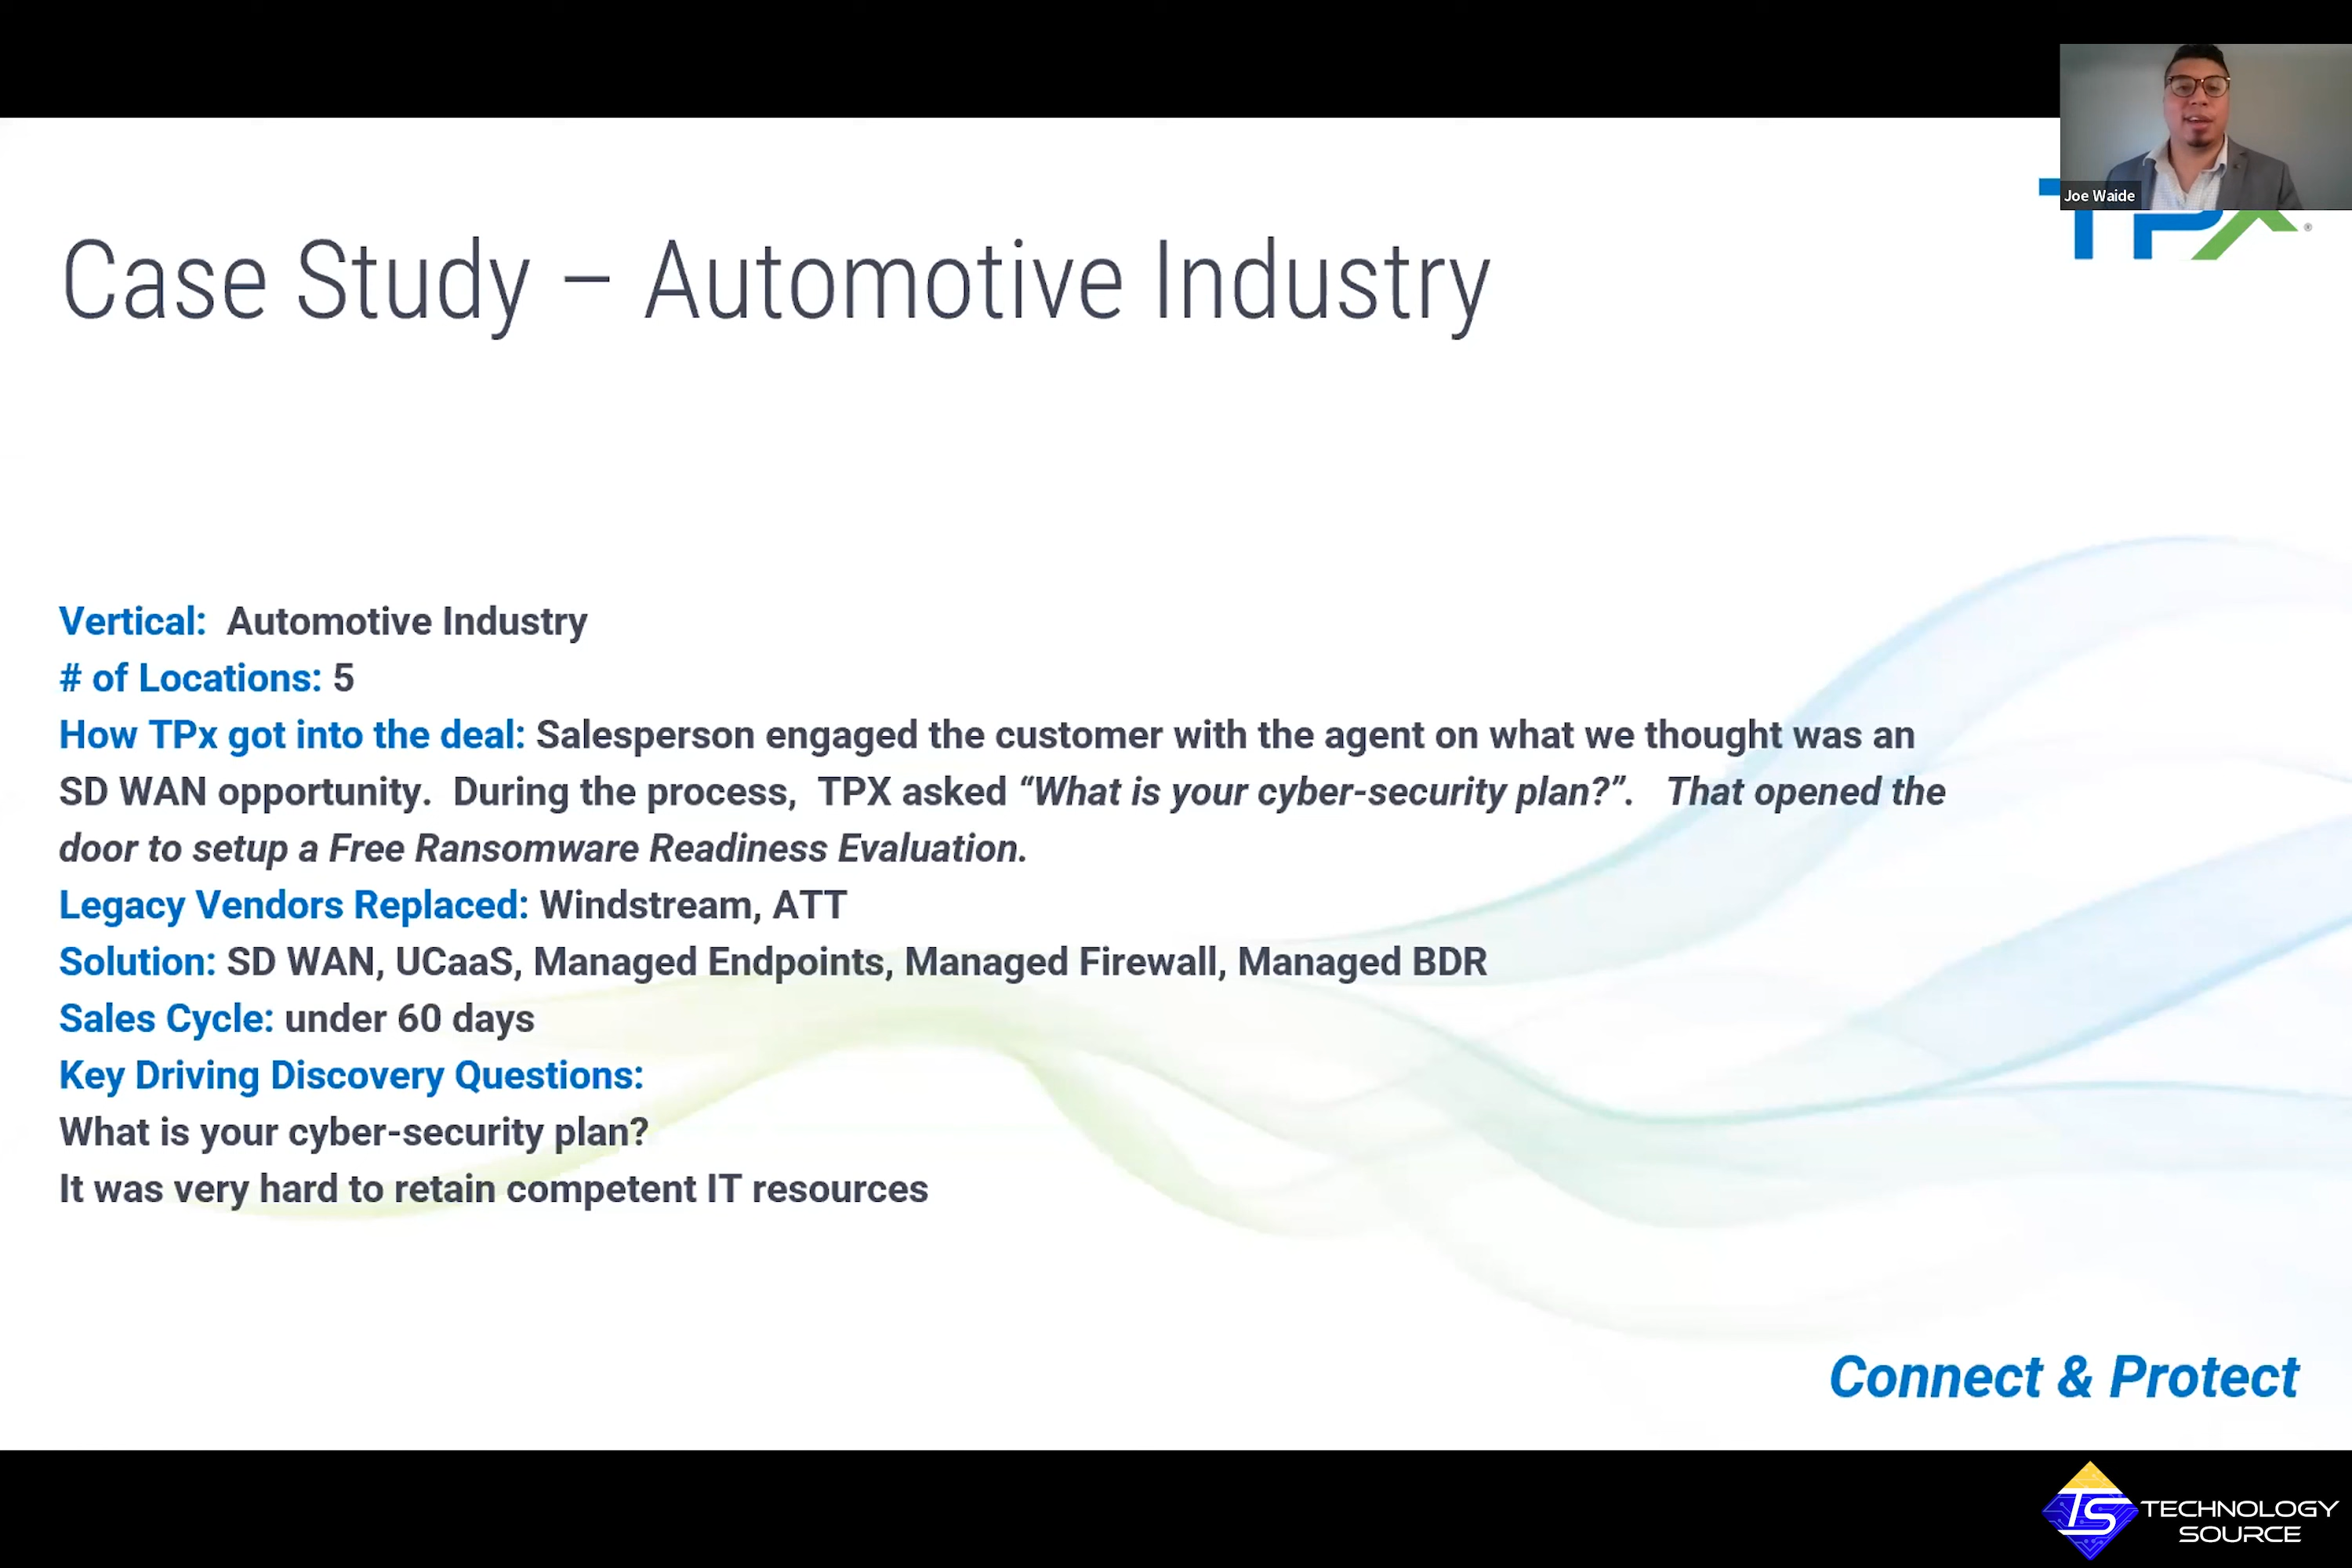 Joe Waide
TPx
®
Case Study – Automotive Industry
Vertical:  Automotive Industry
# of Locations: 5
How TPx got into the deal: Salesperson engaged the customer with the agent on what we thought was an
SD WAN opportunity.  During the process,  TPX asked “What is your cyber-security plan?”.   That opened the
door to setup a Free Ransomware Readiness Evaluation.
Legacy Vendors Replaced: Windstream, ATT
Solution: SD WAN, UCaaS, Managed Endpoints, Managed Firewall, Managed BDR
Sales Cycle: under 60 days
Key Driving Discovery Questions:
What is your cyber-security plan?
It was very hard to retain competent IT resources
Connect & Protect
TS
TECHNOLOGY
SOURCE